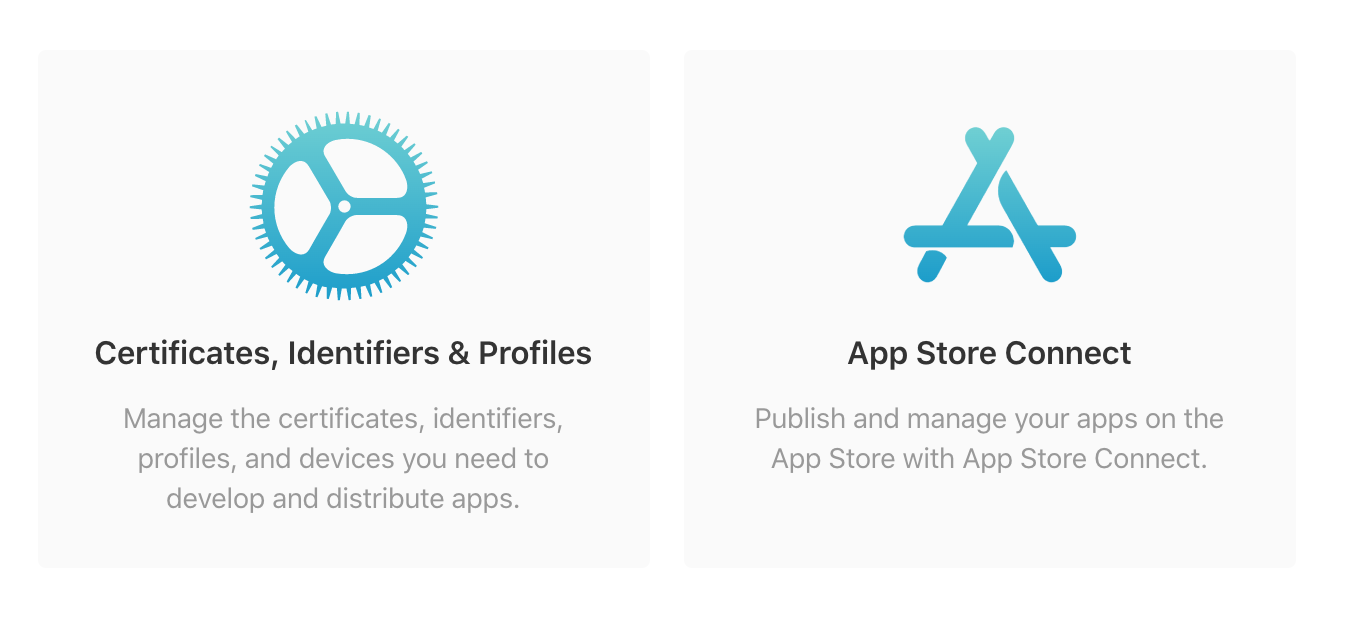 Certificates, Identifiers & Profiles
Manage the certificates, identifiers,
profiles, and devices you need to
develop and distribute apps.
App Store Connect
Publish and manage your apps on the
App Store with App Store Connect.